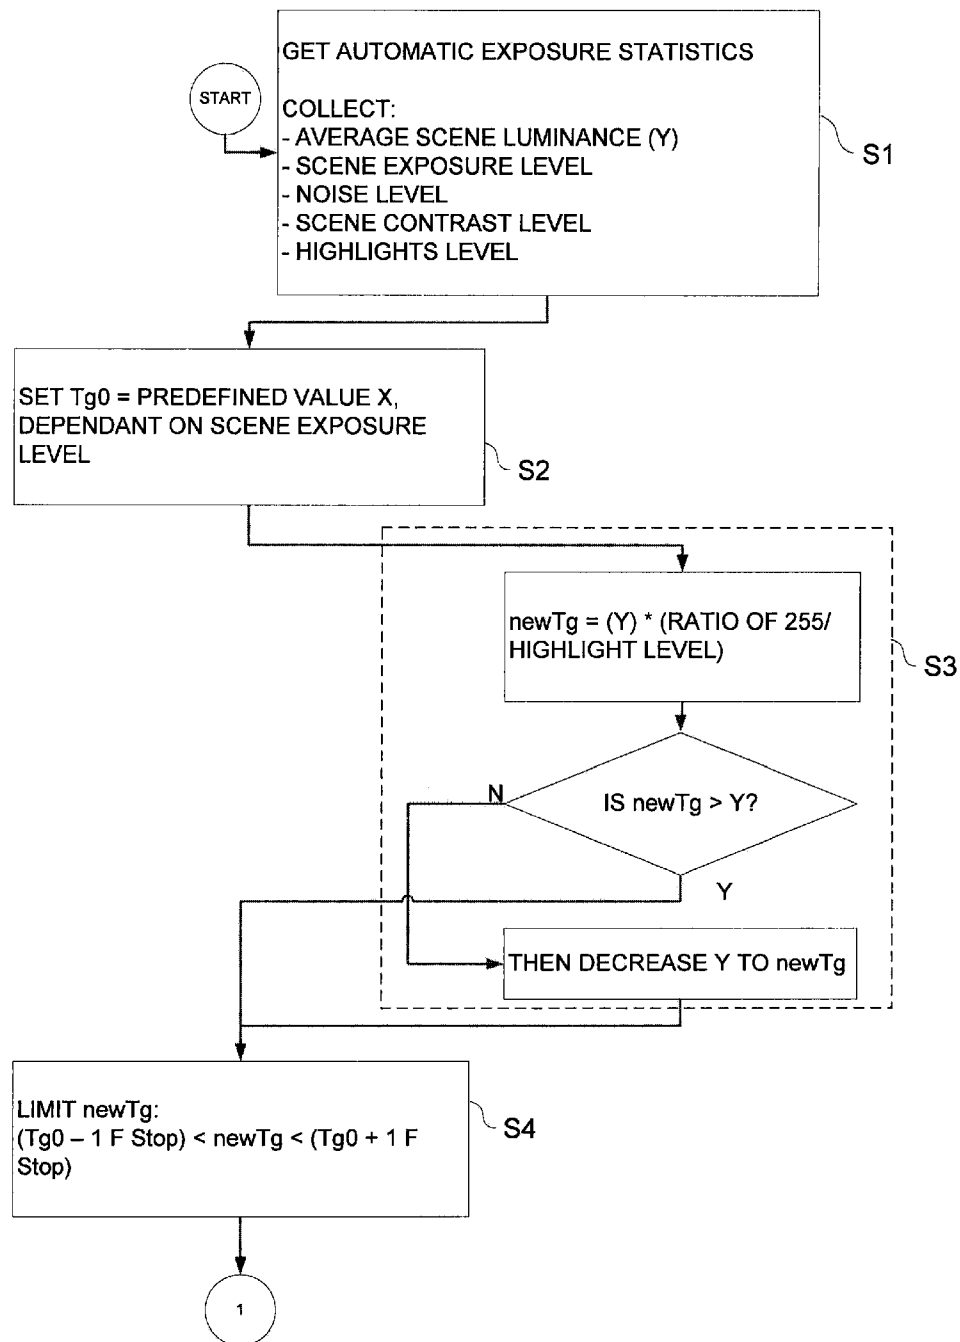 START
GET AUTOMATIC EXPOSURE STATISTICS
COLLECT:
- AVERAGE SCENE LUMINANCE (Y)
- SCENE EXPOSURE LEVEL
- NOISE LEVEL
- SCENE CONTRAST LEVEL
- HIGHLIGHTS LEVEL
S1
SET Tg0 = PREDEFINED VALUE X,
DEPENDANT ON SCENE EXPOSURE
LEVEL
S2
newTg = (Y) * (RATIO OF 255/
HIGHLIGHT LEVEL)
S3
IS newTg > Y?
N
Y
THEN DECREASE Y TO newTg
LIMIT newTg:
(Tg0 – 1 F Stop) < newTg < (Tg0 + 1 F
Stop)
S4
1